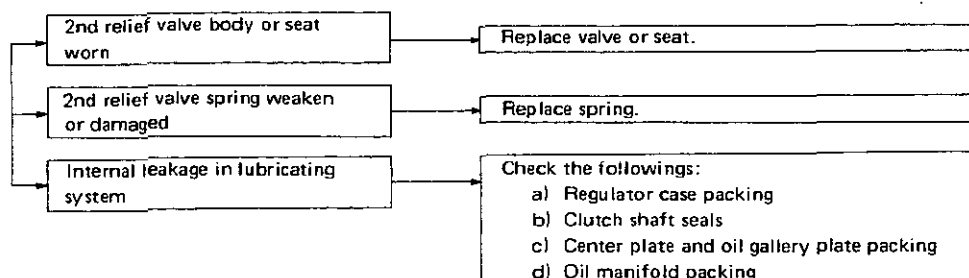 2nd relief valve body or seat
worn
Replace valve or seat.
2nd relief valve spring weaken
or damaged
Replace spring.
Internal leakage in lubricating
system
Check the followings:
a) Regulator case packing
b) Clutch shaft seals
c) Center plate and oil gallery plate packing
d) Oil manifold packing